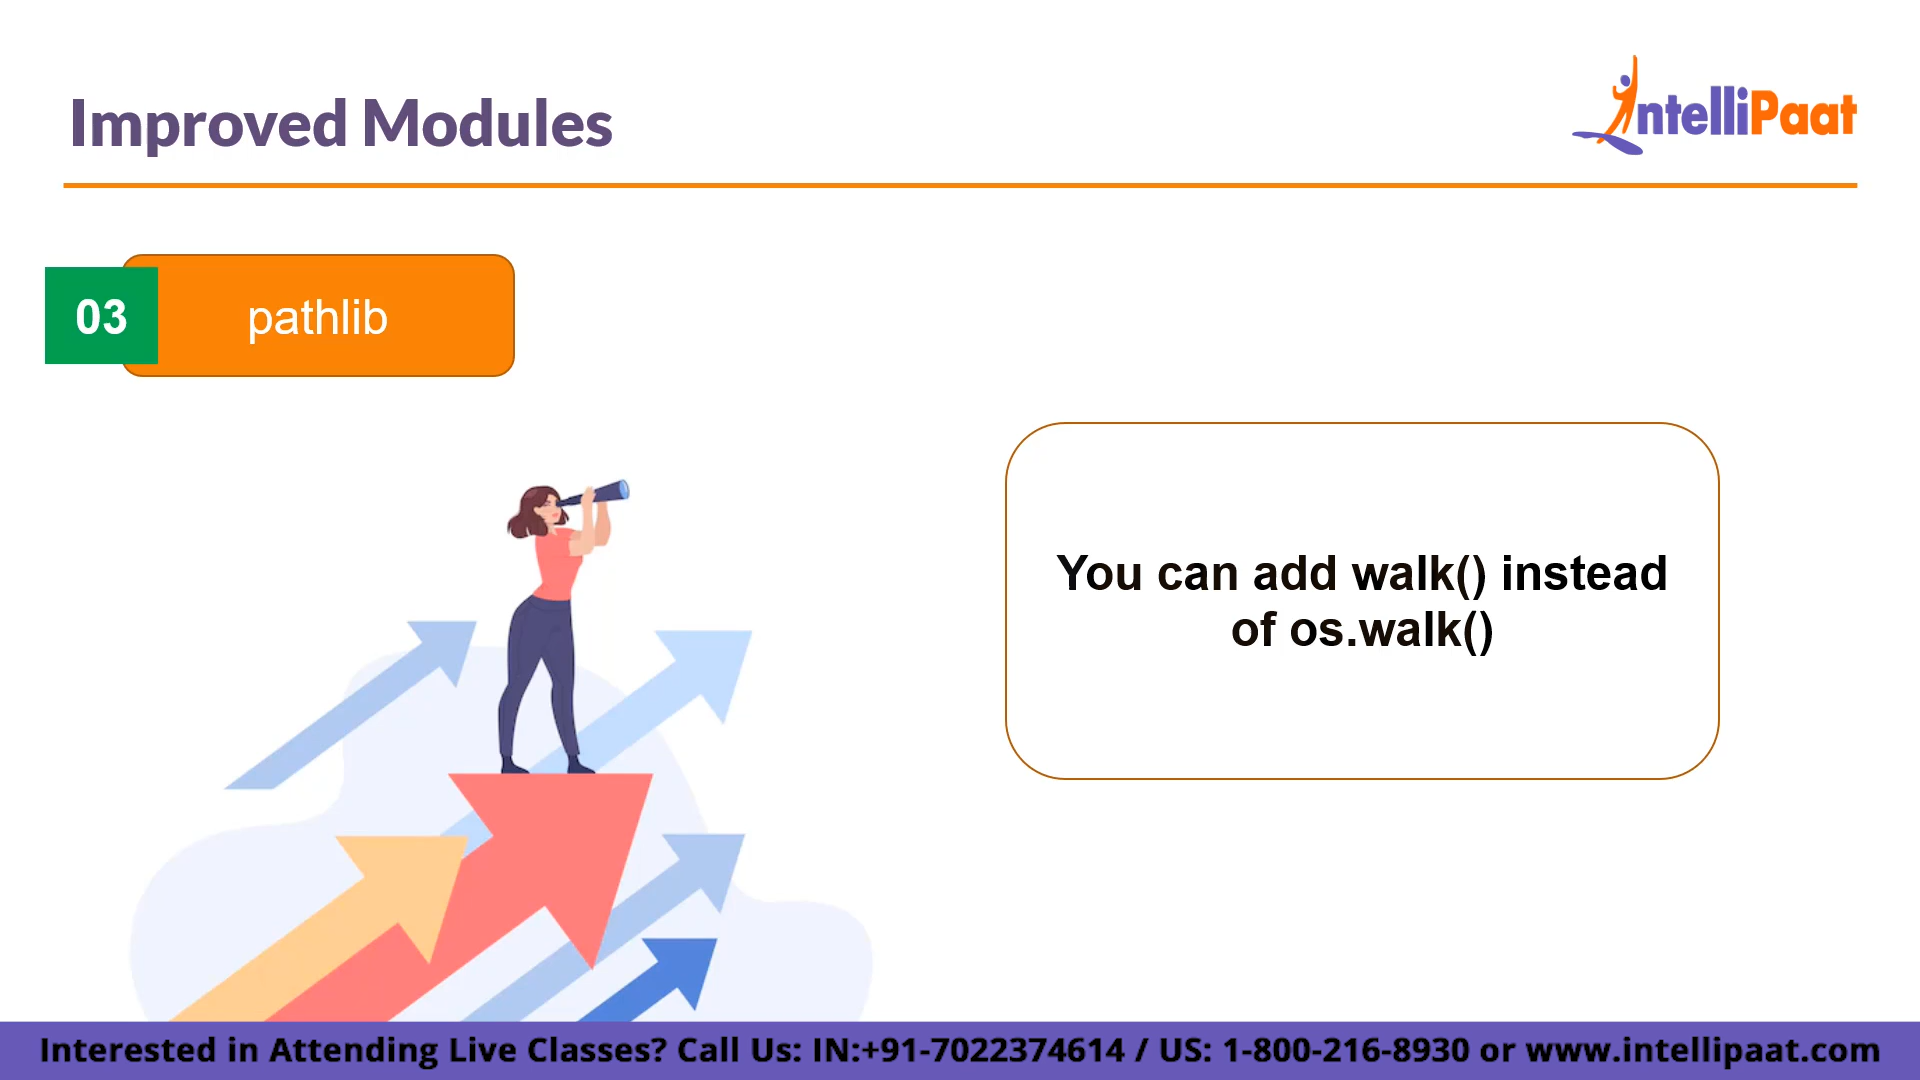 Improved Modules
IntelliPaat
03
pathlib
You can add walk() instead
of os.walk()
Interested in Attending Live Classes? Call Us: IN:+91-7022374614 / US: 1-800-216-8930 or www.intellipaat.com